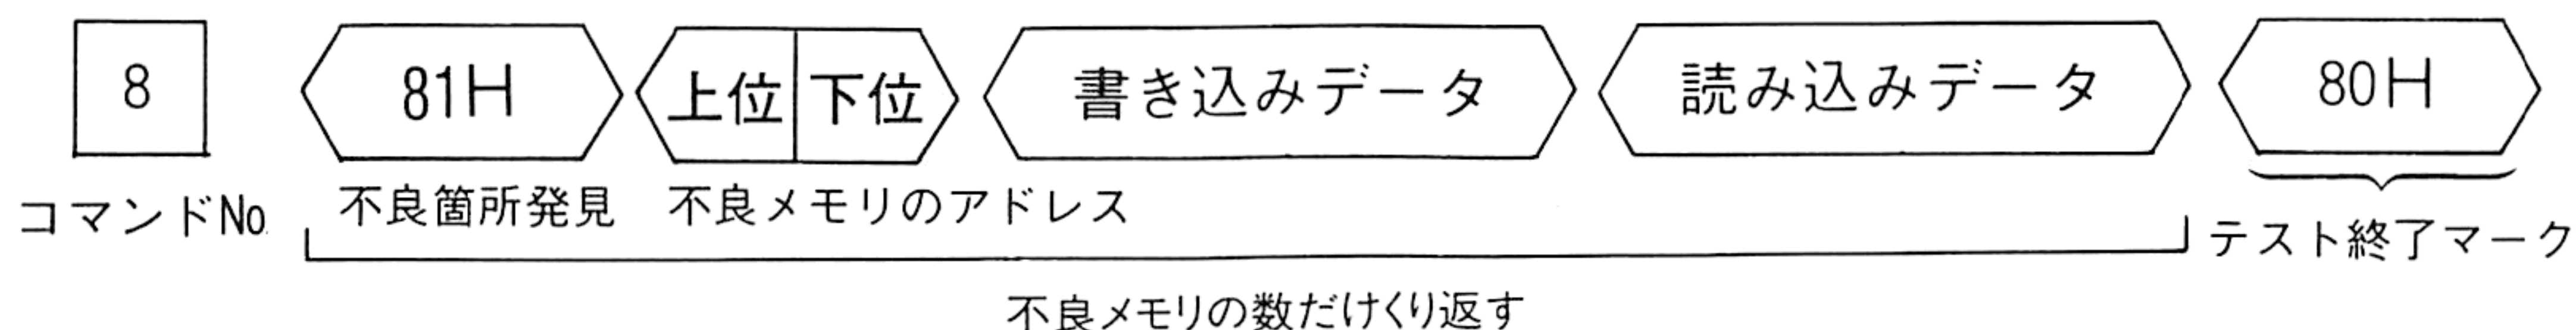 8 81H 上位 下位 書き込みデータ 読み込みデータ 80H
コマンドNo. 不良箇所発見 不良メモリのアドレス テスト終了マーク
不良メモリの数だけくり返す